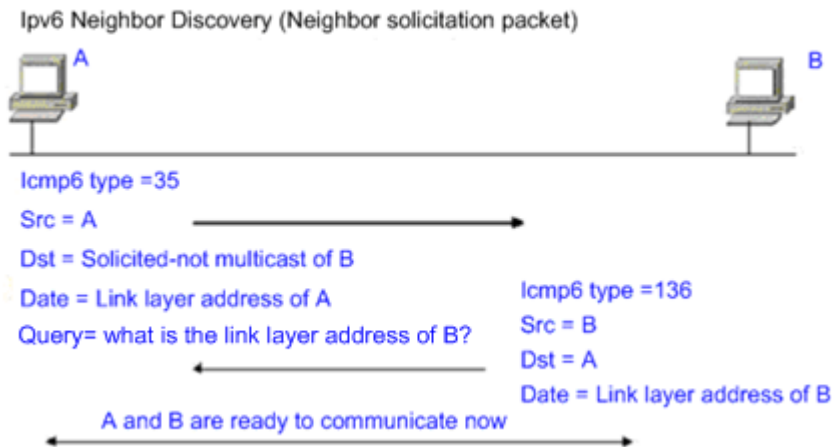 Ipv6 Neighbor Discovery (Neighbor solicitation packet)
A
B
Icmp6 type =35
Src = A
Dst = Solicited-not multicast of B
Date = Link layer address of A
Query= what is the link layer address of B?
Icmp6 type =136
Src = B
Dst = A
Date = Link layer address of B
A and B are ready to communicate now